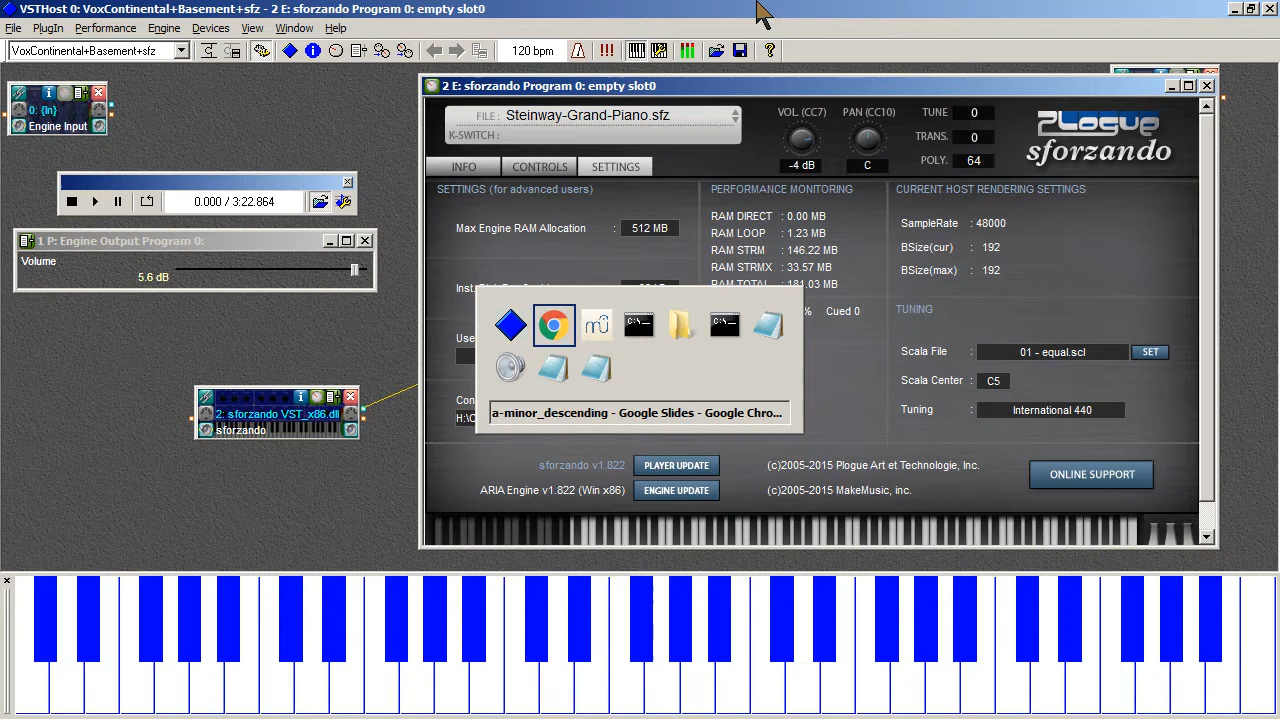 VSTHost 0: VoxContinental+Basement+sfz - 2 E: sforzando Program 0: empty slot0
File PlugIn Performance Engine Devices View Window Help
VoxContinental+Basement+sfz 120 bpm
0: {In}
Engine Input
0.000 / 3:22.864
1 P: Engine Output Program 0:
Volume
5.6 dB
2: sforzando VST_x86.dll
sforzando
2 E: sforzando Program 0: empty slot0
FILE : Steinway-Grand-Piano.sfz
K-SWITCH :
VOL. (CC7) PAN (CC10) TUNE 0
TRANS. 0
-4 dB C POLY. 64
Plogue
sforzando
INFO CONTROLS SETTINGS
SETTINGS (for advanced users)
Max Engine RAM Allocation : 512 MB
Use
H:\C
PERFORMANCE MONITORING
RAM DIRECT : 0.00 MB
RAM LOOP : 1.23 MB
RAM STRM : 146.22 MB
RAM STRMX : 33.57 MB
RAM TOTAL : 181.03 MB
% Cued 0
CURRENT HOST RENDERING SETTINGS
SampleRate : 48000
BSize(cur) : 192
BSize(max) : 192
TUNING
Scala File : 01 - equal.scl SET
Scala Center : C5
Tuning : International 440
C:\._
C:\._
a-minor_descending - Google Slides - Google Chro...
sforzando v1.822 PLAYER UPDATE (c)2005-2015 Plogue Art et Technologie, Inc.
ARIA Engine v1.822 (Win x86) ENGINE UPDATE (c)2005-2015 MakeMusic, inc.
ONLINE SUPPORT